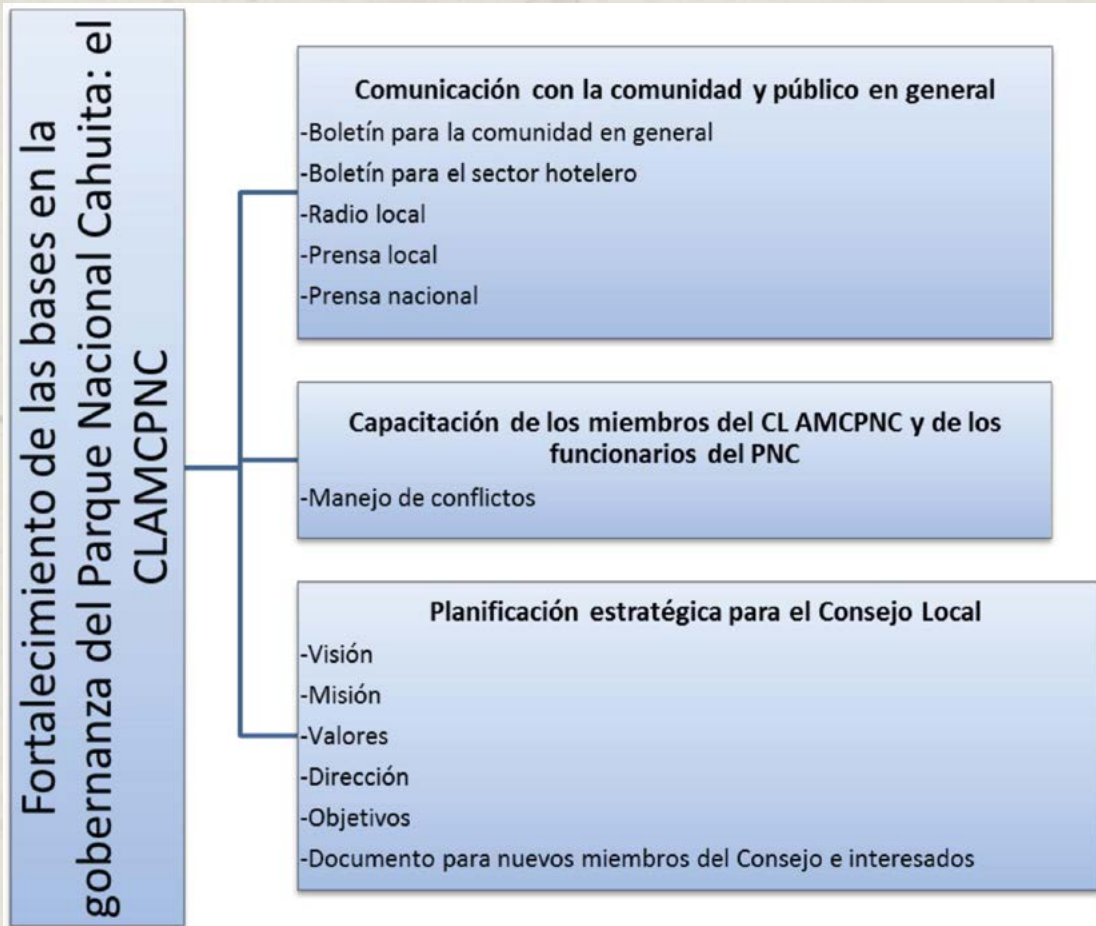 Fortalecimiento de las bases en la
gobernanza del Parque Nacional Cahuita: el
CLAMCPNC
Comunicación con la comunidad y público en general
-Boletín para la comunidad en general
-Boletín para el sector hotelero
-Radio local
-Prensa local
-Prensa nacional
Capacitación de los miembros del CL AMCPNC y de los
funcionarios del PNC
-Manejo de conflictos
Planificación estratégica para el Consejo Local
-Visión
-Misión
-Valores
-Dirección
-Objetivos
-Documento para nuevos miembros del Consejo e interesados